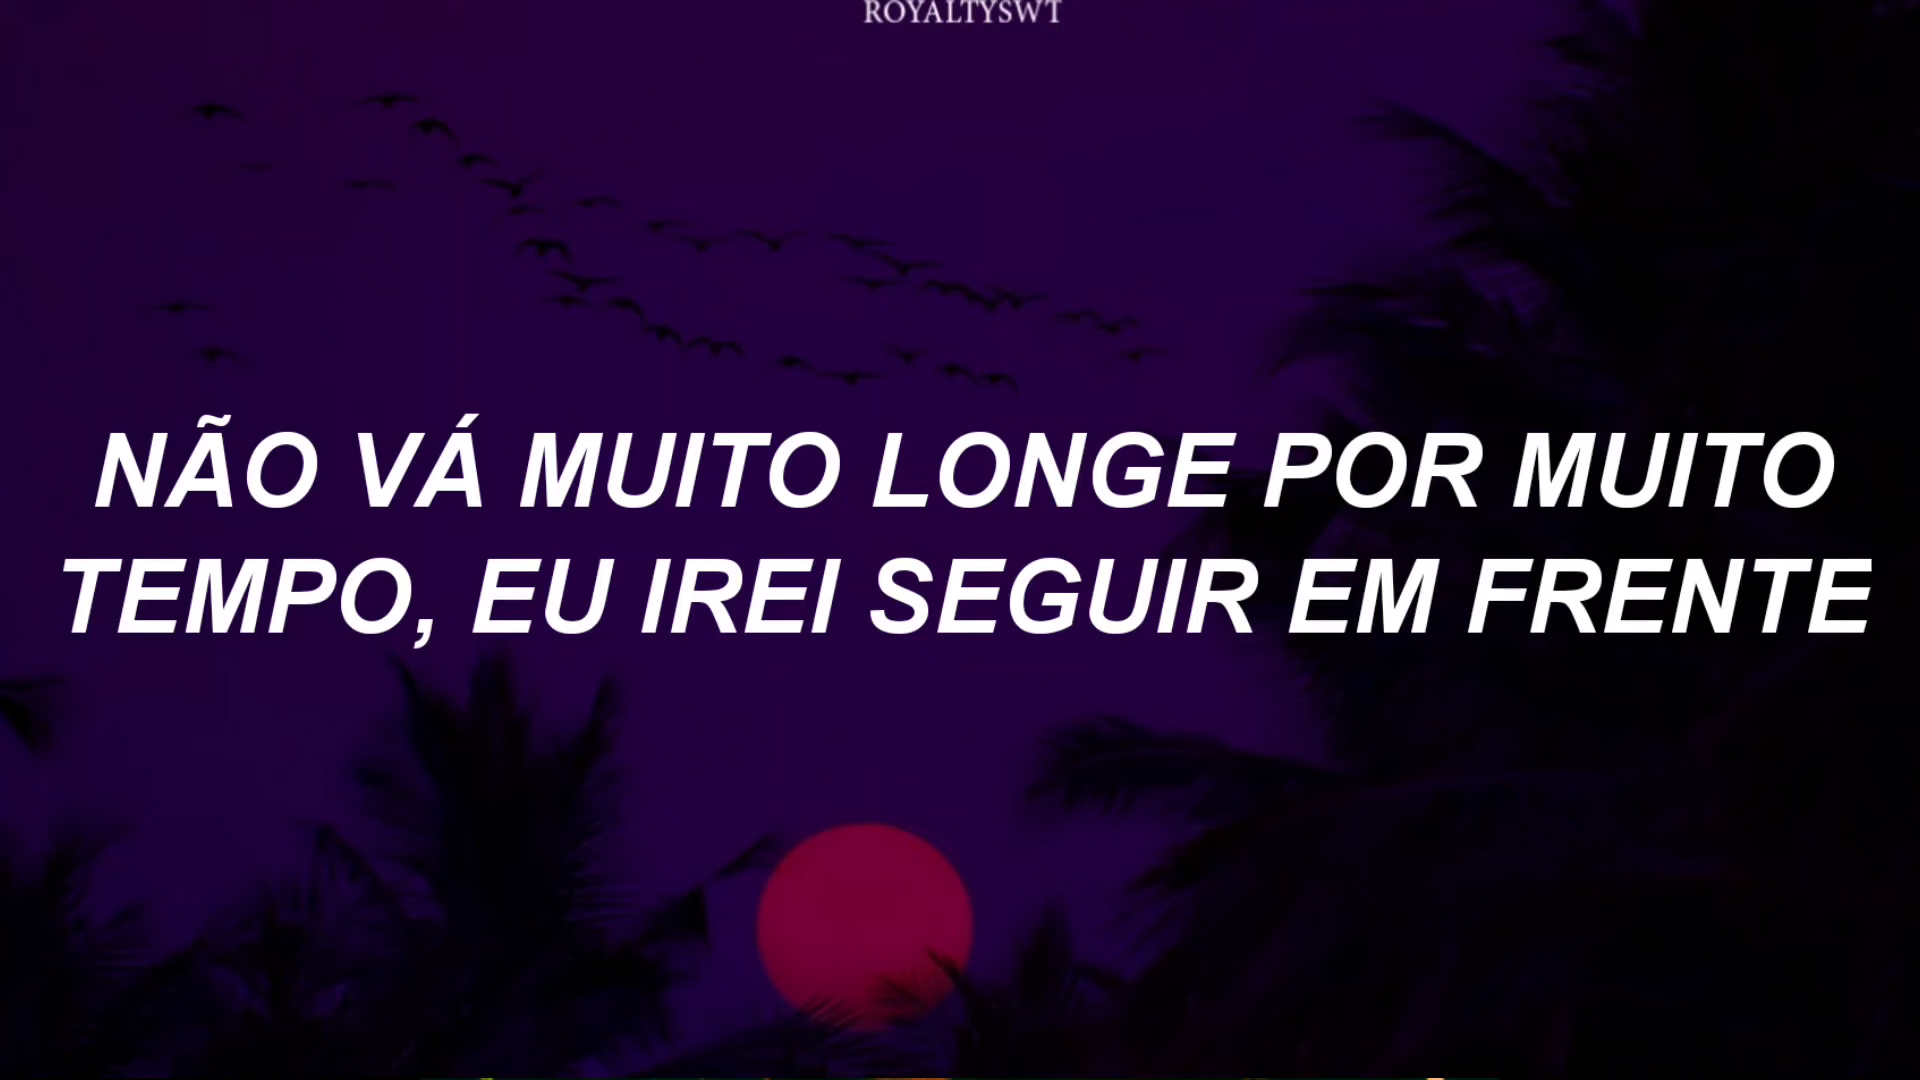 ROYALTYSWT
NÃO VÁ MUITO LONGE POR MUITO
TEMPO, EU IREI SEGUIR EM FRENTE